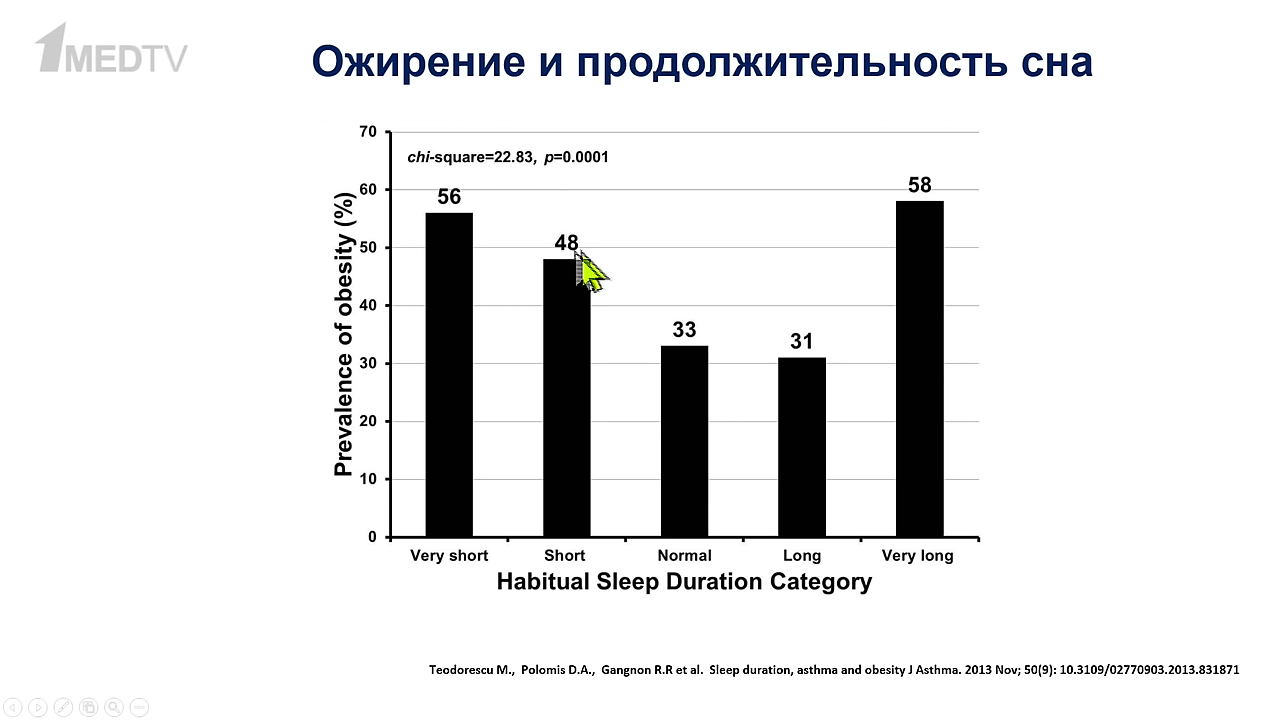 1MEDTV
Ожирение и продолжительность сна
chi-square=22.83, p=0.0001
Prevalence of obesity (%)
70
60
50
40
30
20
10
0
56
48
33
31
58
Very short
Short
Normal
Long
Very long
Habitual Sleep Duration Category
Teodorescu M., Polomis D.A., Gangnon R.R et al. Sleep duration, asthma and obesity J Asthma. 2013 Nov; 50(9): 10.3109/02770903.2013.831871